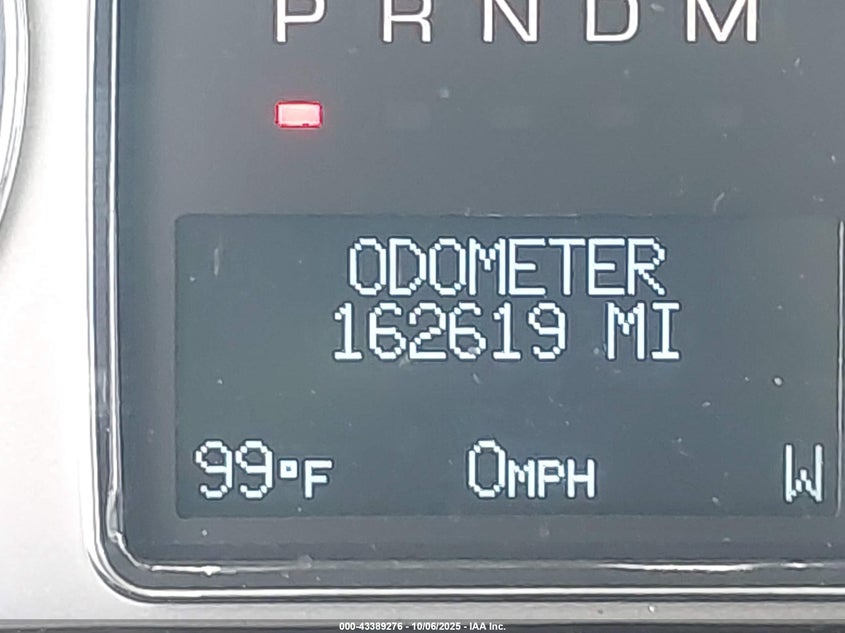 P R N D M
ODOMETER
162619 MI
99°F 0MPH W
000-43389276 - 10/06/2025 - IAA Inc.